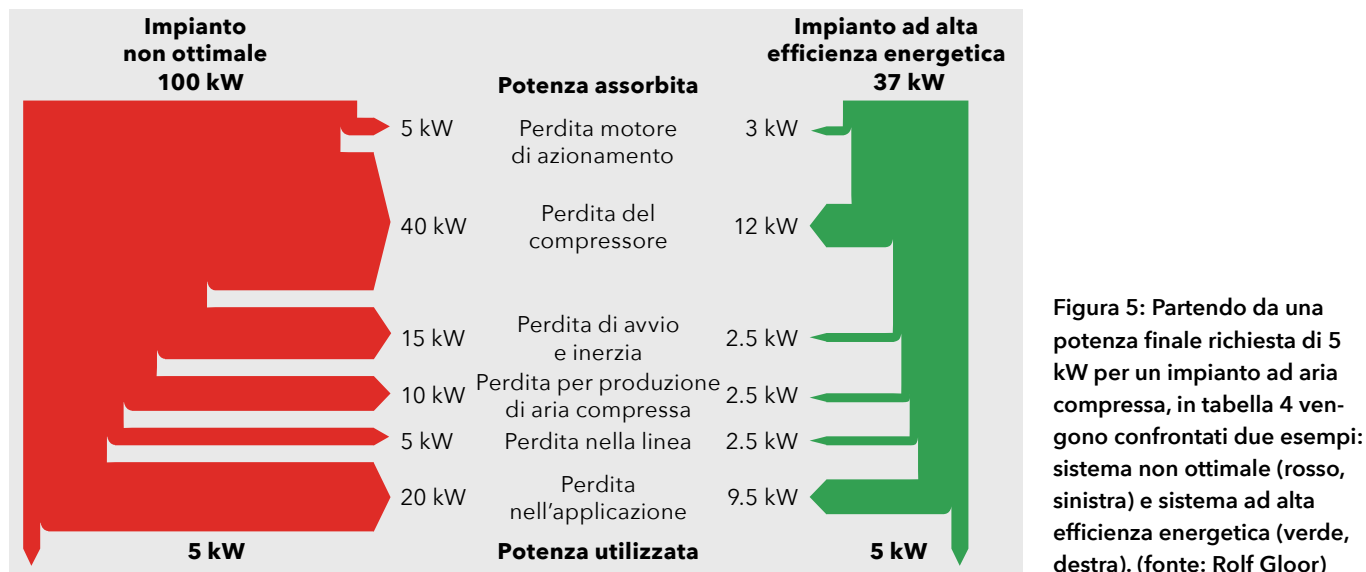 Impianto
non ottimale
100 kW
Impianto ad alta
efficienza energetica
37 kW
Potenza assorbita
5 kW
Perdita motore
di azionamento
3 kW
40 kW
Perdita del
compressore
12 kW
15 kW
Perdita di avvio
e inerzia
2.5 kW
10 kW
Perdita per produzione
di aria compressa
2.5 kW
5 kW
Perdita nella linea
2.5 kW
20 kW
Perdita
nell'applicazione
9.5 kW
5 kW
Potenza utilizzata
5 kW
Figura 5: Partendo da una
potenza finale richiesta di 5
kW per un impianto ad aria
compressa, in tabella 4 ven-
gono confrontati due esempi:
sistema non ottimale (rosso,
sinistra) e sistema ad alta
efficienza energetica (verde,
destra). (fonte: Rolf Gloor)